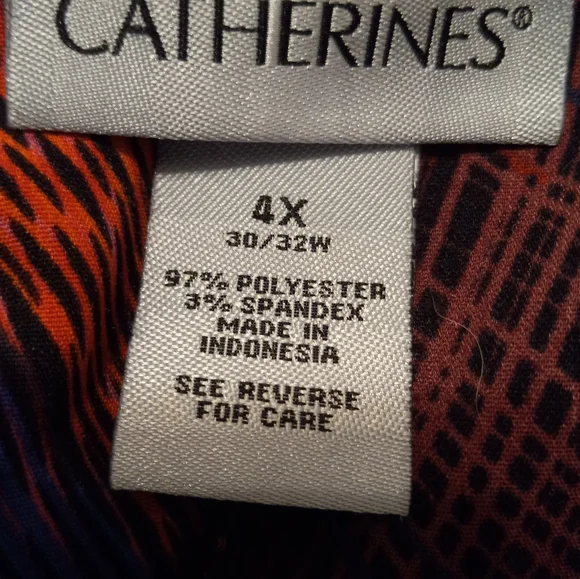 CATHERINES®
4X
30/32W
97% POLYESTER
3% SPANDEX
MADE IN
INDONESIA
SEE REVERSE
FOR CARE